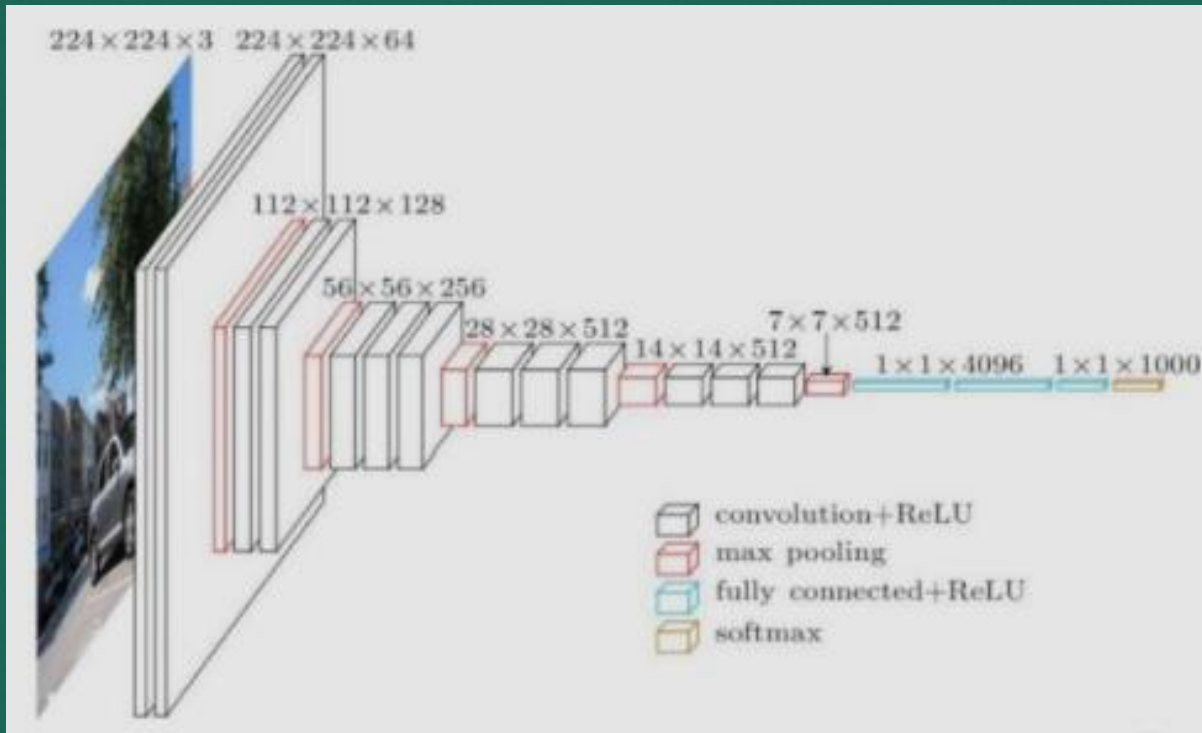 224×224×3
224×224×64
112×112×128
56×56×256
28×28×512
14×14×512
7×7×512
1×1×4096
1×1×1000
convolution+ReLU
max pooling
fully connected+ReLU
softmax